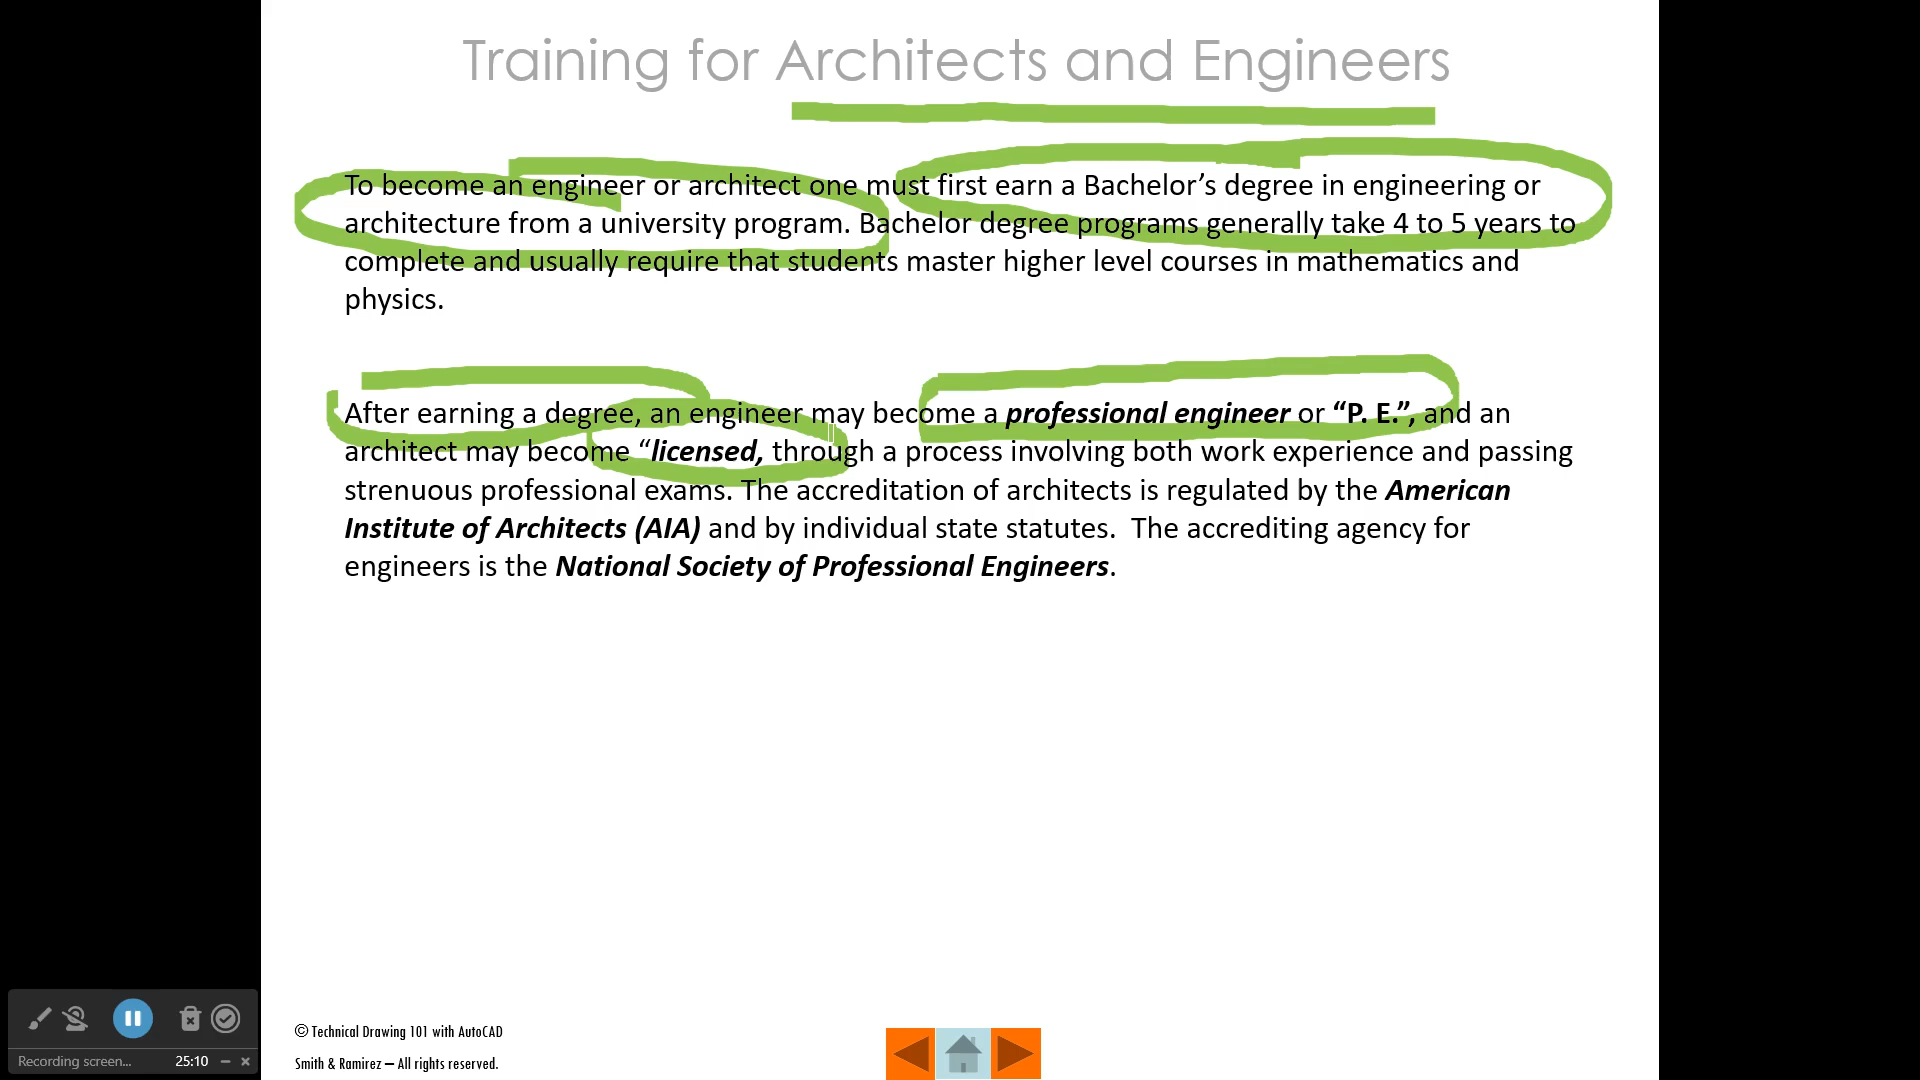 Training for Architects and Engineers
To become an engineer or architect one must first earn a Bachelor’s degree in engineering or
architecture from a university program. Bachelor degree programs generally take 4 to 5 years to
complete and usually require that students master higher level courses in mathematics and
physics.
After earning a degree, an engineer may become a professional engineer or “P. E.”, and an
architect may become “licensed, through a process involving both work experience and passing
strenuous professional exams. The accreditation of architects is regulated by the American
Institute of Architects (AIA) and by individual state statutes.  The accrediting agency for
engineers is the National Society of Professional Engineers.
© Technical Drawing 101 with AutoCAD
Smith & Ramirez – All rights reserved.
Recording screen... 25:10